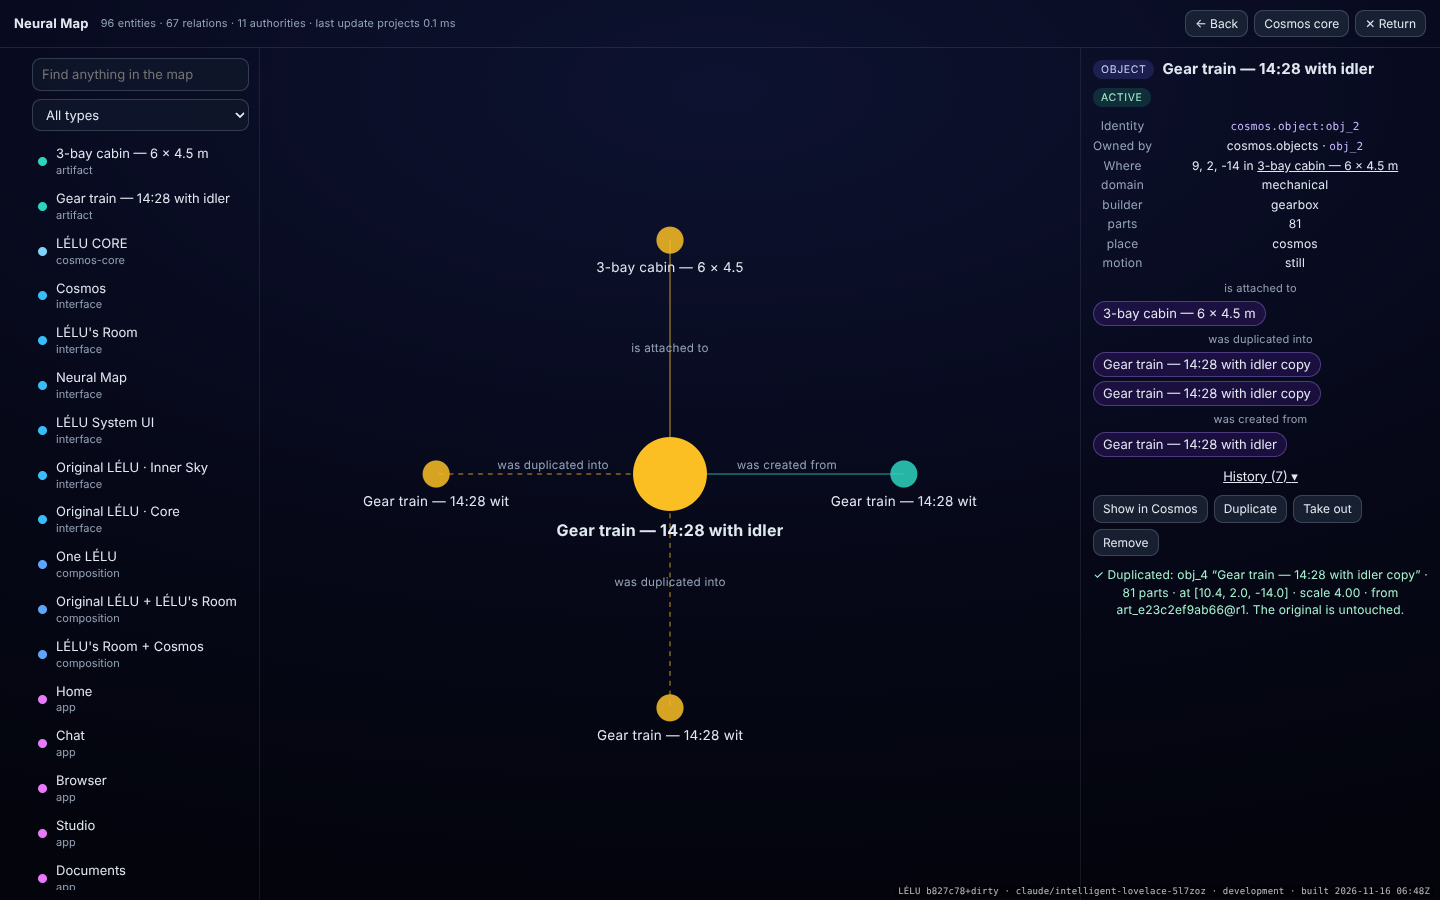 Neural Map
96 entities · 67 relations · 11 authorities · last update projects 0.1 ms
← Back
Cosmos core
✕ Return
Find anything in the map
All types
3-bay cabin — 6 × 4.5 m
artifact
Gear train — 14:28 with idler
artifact
LÉLU CORE
cosmos-core
Cosmos
interface
LÉLU's Room
interface
Neural Map
interface
LÉLU System UI
interface
Original LÉLU · Inner Sky
interface
Original LÉLU · Core
interface
One LÉLU
composition
Original LÉLU + LÉLU's Room
composition
LÉLU's Room + Cosmos
composition
Home
app
Chat
app
Browser
app
Studio
app
Documents
app
3-bay cabin — 6 × 4.5
is attached to
was duplicated into
was created from
Gear train — 14:28 wit
Gear train — 14:28 wit
Gear train — 14:28 with idler
was duplicated into
Gear train — 14:28 wit
OBJECT
Gear train — 14:28 with idler
ACTIVE
Identity cosmos.object:obj_2
Owned by cosmos.objects · obj_2
Where 9, 2, -14 in 3-bay cabin — 6 × 4.5 m
domain mechanical
builder gearbox
parts 81
place cosmos
motion still
is attached to
3-bay cabin — 6 × 4.5 m
was duplicated into
Gear train — 14:28 with idler copy
Gear train — 14:28 with idler copy
was created from
Gear train — 14:28 with idler
History (7) ▾
Show in Cosmos
Duplicate
Take out
Remove
✓ Duplicated: obj_4 “Gear train — 14:28 with idler copy” ·
81 parts · at [10.4, 2.0, -14.0] · scale 4.00 · from
art_e23c2ef9ab66@r1. The original is untouched.
LÉLU b827c78+dirty · claude/intelligent-lovelace-5l7zoz · development · built 2026-11-16 06:48Z